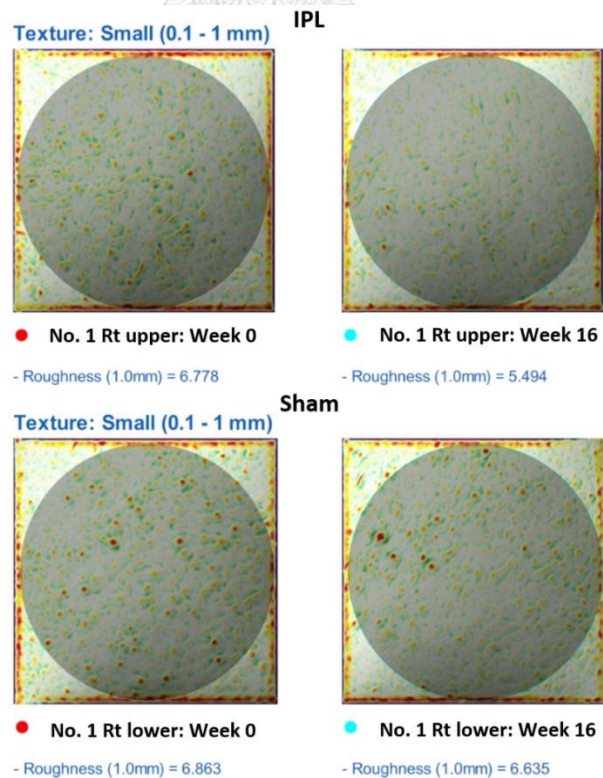 IPL
Texture: Small (0.1 - 1 mm)
No. 1 Rt upper: Week 0
No. 1 Rt upper: Week 16
- Roughness (1.0mm) = 6.778
- Roughness (1.0mm) = 5.494
Sham
Texture: Small (0.1 - 1 mm)
No. 1 Rt lower: Week 0
No. 1 Rt lower: Week 16
- Roughness (1.0mm) = 6.863
- Roughness (1.0mm) = 6.635